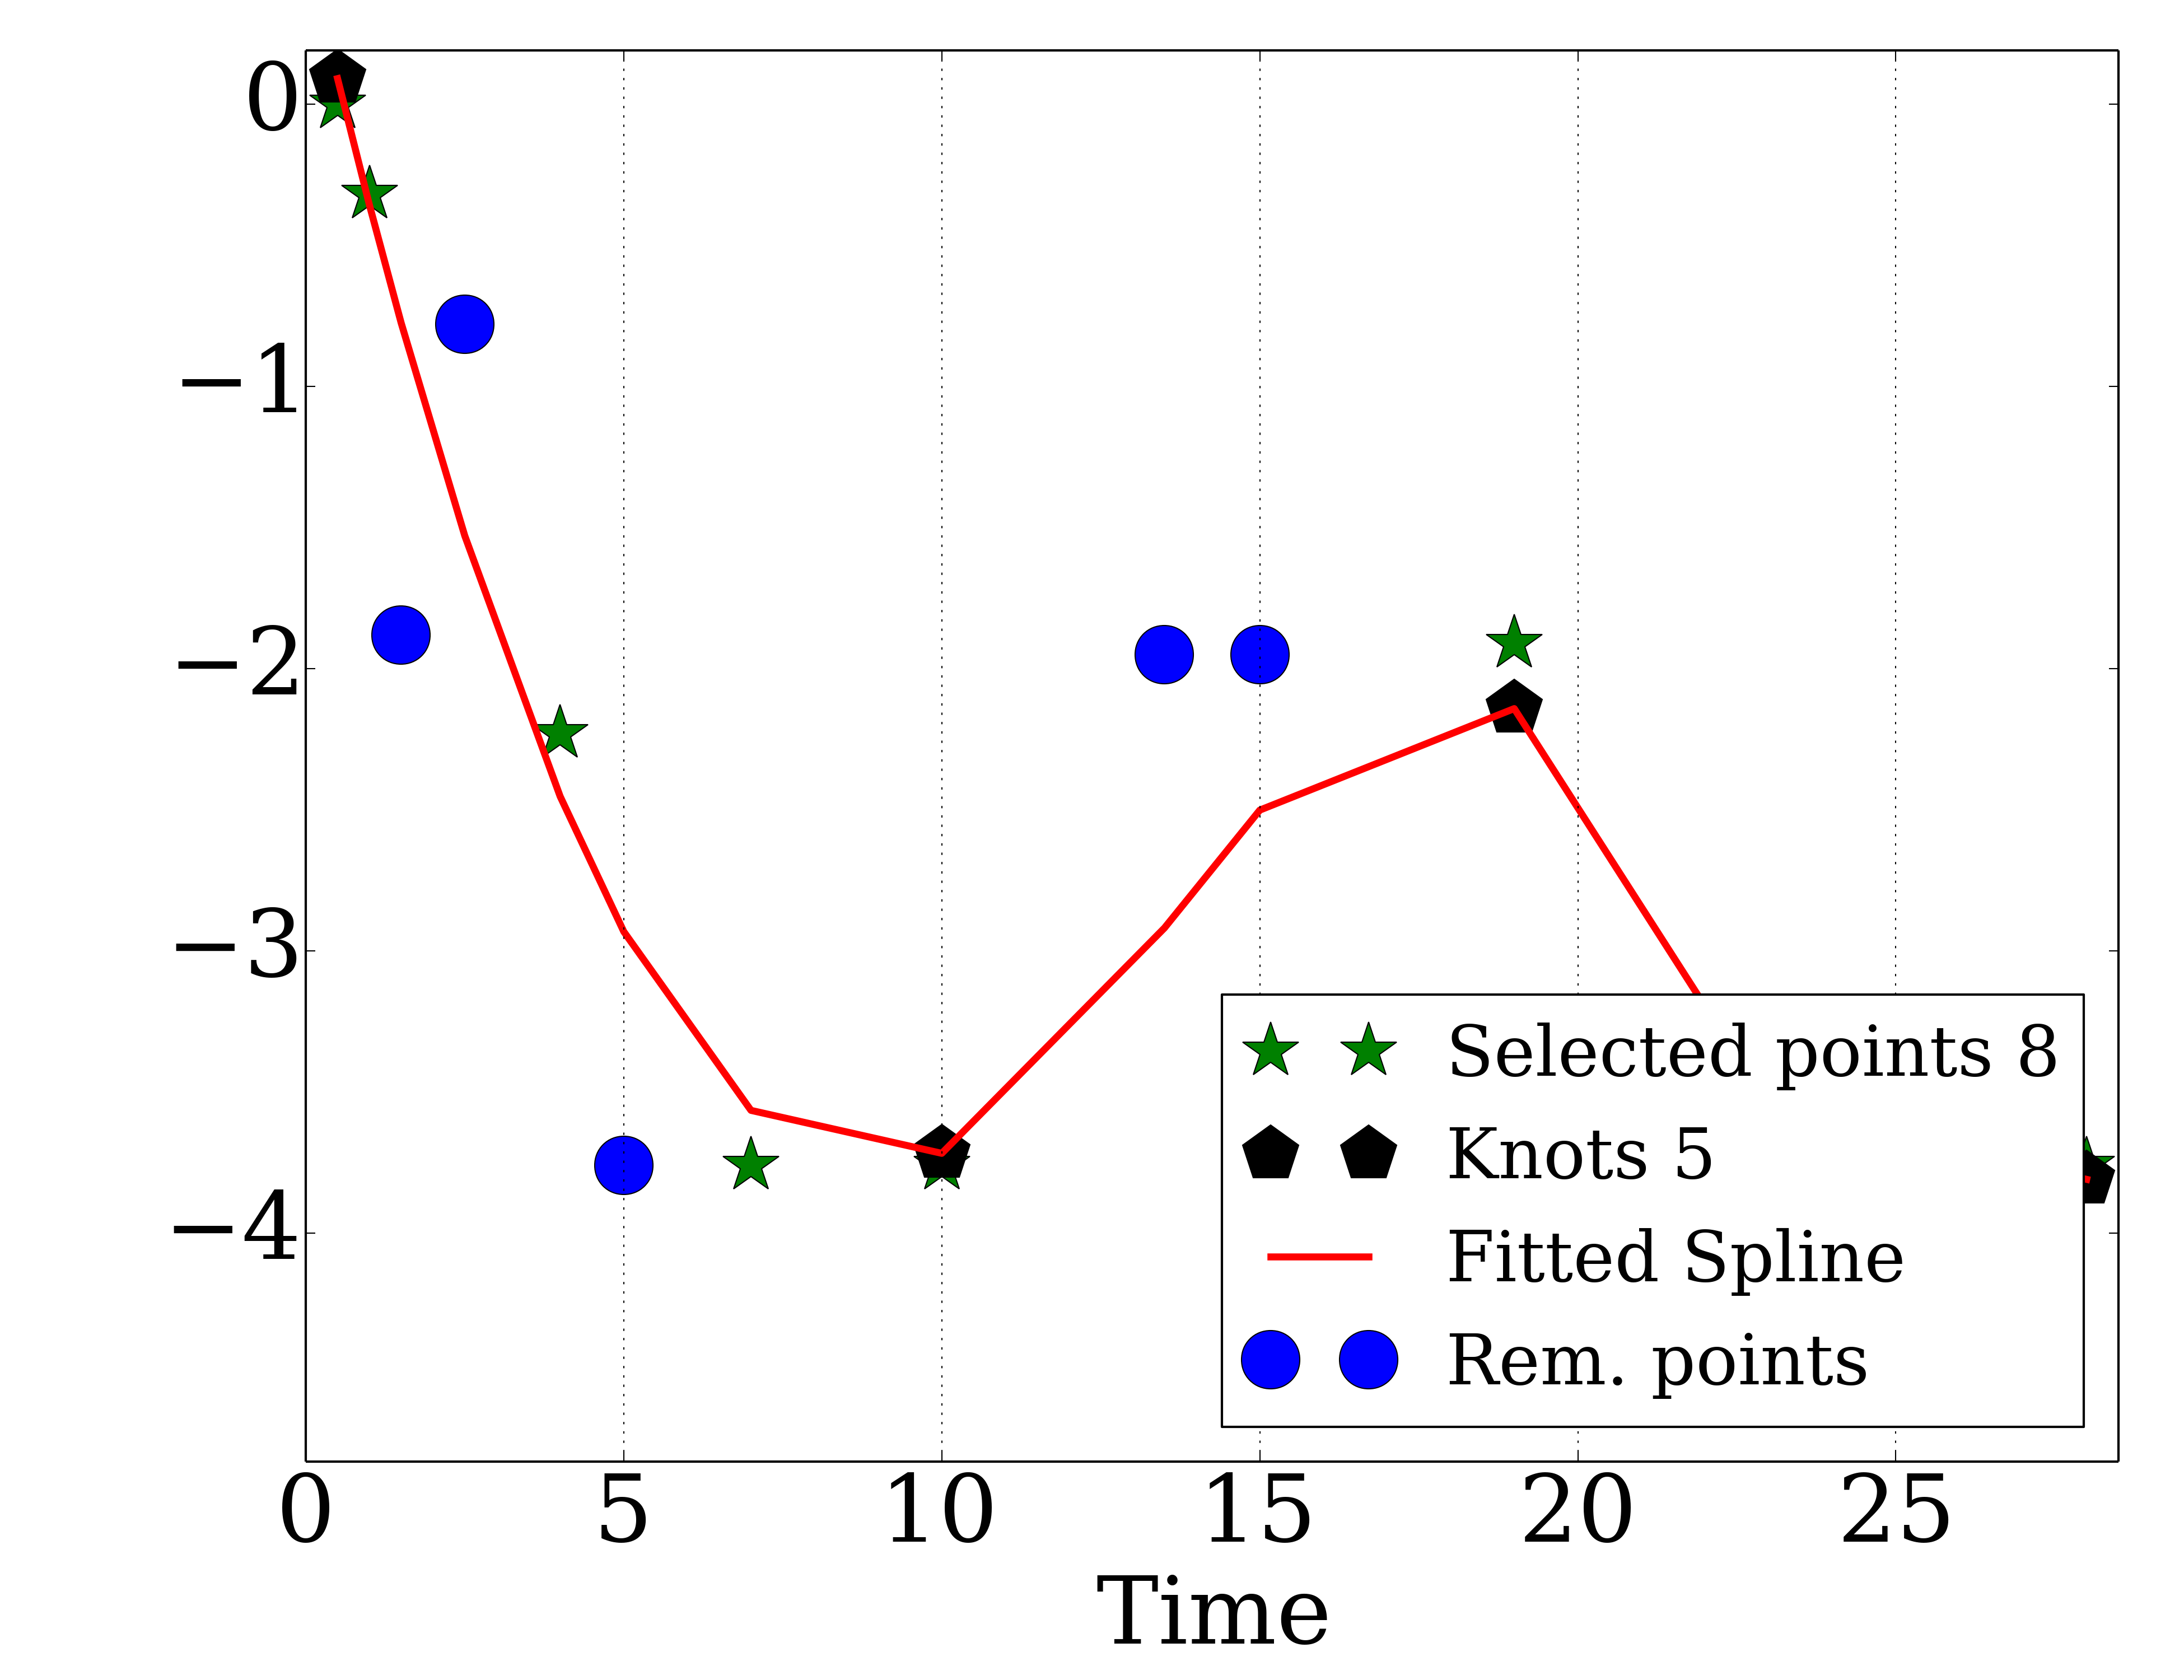 0
−1
−2
−3
−4
Selected points 8
Knots 5
Fitted Spline
Rem. points
0 5 10 15 20 25
Time